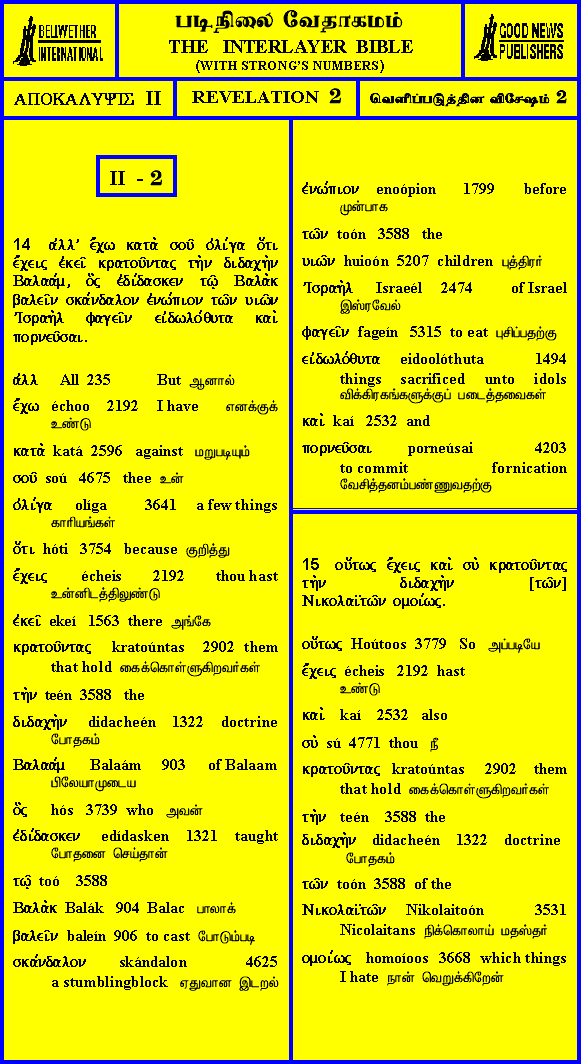 BELLWETHER
INTERNATIONAL
படிநிலை வேதாகமம்
THE INTERLAYER BIBLE
(WITH STRONG'S NUMBERS)
GOOD NEWS
PUBLISHERS
ΑΠΟΚΑΛΥΨΙΣ II
REVELATION 2
வெளிப்படுத்தின விசேஷம் 2
II - 2
14 ἀλλ’ ἔχω κατὰ σοῦ ὀλίγα ὅτι
ἔχεις ἐκεῖ κρατοῦντας τὴν διδαχὴν
Βαλαάμ, ὃς ἐδίδασκεν τῷ Βαλὰκ
βαλεῖν σκάνδαλον ἐνώπιον τῶν υἱῶν
Ἰσραὴλ φαγεῖν εἰδωλόθυτα καὶ
πορνεῦσαι.
ἀλλ All 235 But ஆனால்
ἔχω échoo 2192 I have எனக்குக்
உண்டு
κατὰ katá 2596 against மறுபடியும்
σοῦ soú 4675 thee உன்
ὀλίγα olíga 3641 a few things
காரியங்கள்
ὅτι hóti 3754 because குறித்து
ἔχεις écheis 2192 thou hast
உன்னிடத்திலுண்டு
ἐκεῖ ekeí 1563 there அங்கே
κρατοῦντας kratoúntas 2902 them
that hold கைக்கொள்ளுகிறவர்கள்
τὴν teén 3588 the
διδαχὴν didacheén 1322 doctrine
போதகம்
Βαλαάμ Balaám 903 of Balaam
பிலேயாமுடைய
ὃς hós 3739 who அவன்
ἐδίδασκεν edídasken 1321 taught
போதனை செய்தான்
τῷ toó 3588
Βαλὰκ Balák 904 Balac பாலாக்
βαλεῖν baleín 906 to cast போடும்படி
σκάνδαλον skándalon 4625
a stumblingblock ஏதுவான இடறல்
ἐνώπιον enoópion 1799 before
முன்பாக
τῶν toón 3588 the
υἱῶν huioón 5207 children புத்திரர்
Ἰσραὴλ Israeél 2474 of Israel
இஸ்ரவேல்
φαγεῖν fageín 5315 to eat புசிப்பதற்கு
εἰδωλόθυτα eidoolóthuta 1494
things sacrificed unto idols
விக்கிரகங்களுக்குப் படைத்தவைகள்
καὶ kaí 2532 and
πορνεῦσαι porneúsai 4203
to commit fornication
வேசித்தனம்பண்ணுவதற்கு
15 οὕτως ἔχεις καὶ σὺ κρατοῦντας
τὴν διδαχὴν [τῶν]
Νικολαϊτῶν ομοίως.
οὕτως Hoútoos 3779 So அப்படியே
ἔχεις écheis 2192 hast
உண்டு
καὶ kaí 2532 also
σὺ sú 4771 thou நீ
κρατοῦντας kratoúntas 2902 them
that hold கைக்கொள்ளுகிறவர்கள்
τὴν teén 3588 the
διδαχὴν didacheén 1322 doctrine
போதகம்
τῶν toón 3588 of the
Νικολαϊτῶν Nikolaitoón 3531
Nicolaitans நிக்கொலாய் மதஸ்தர்
ομοίως homoíoos 3668 which things
I hate நான் வெறுக்கிறேன்